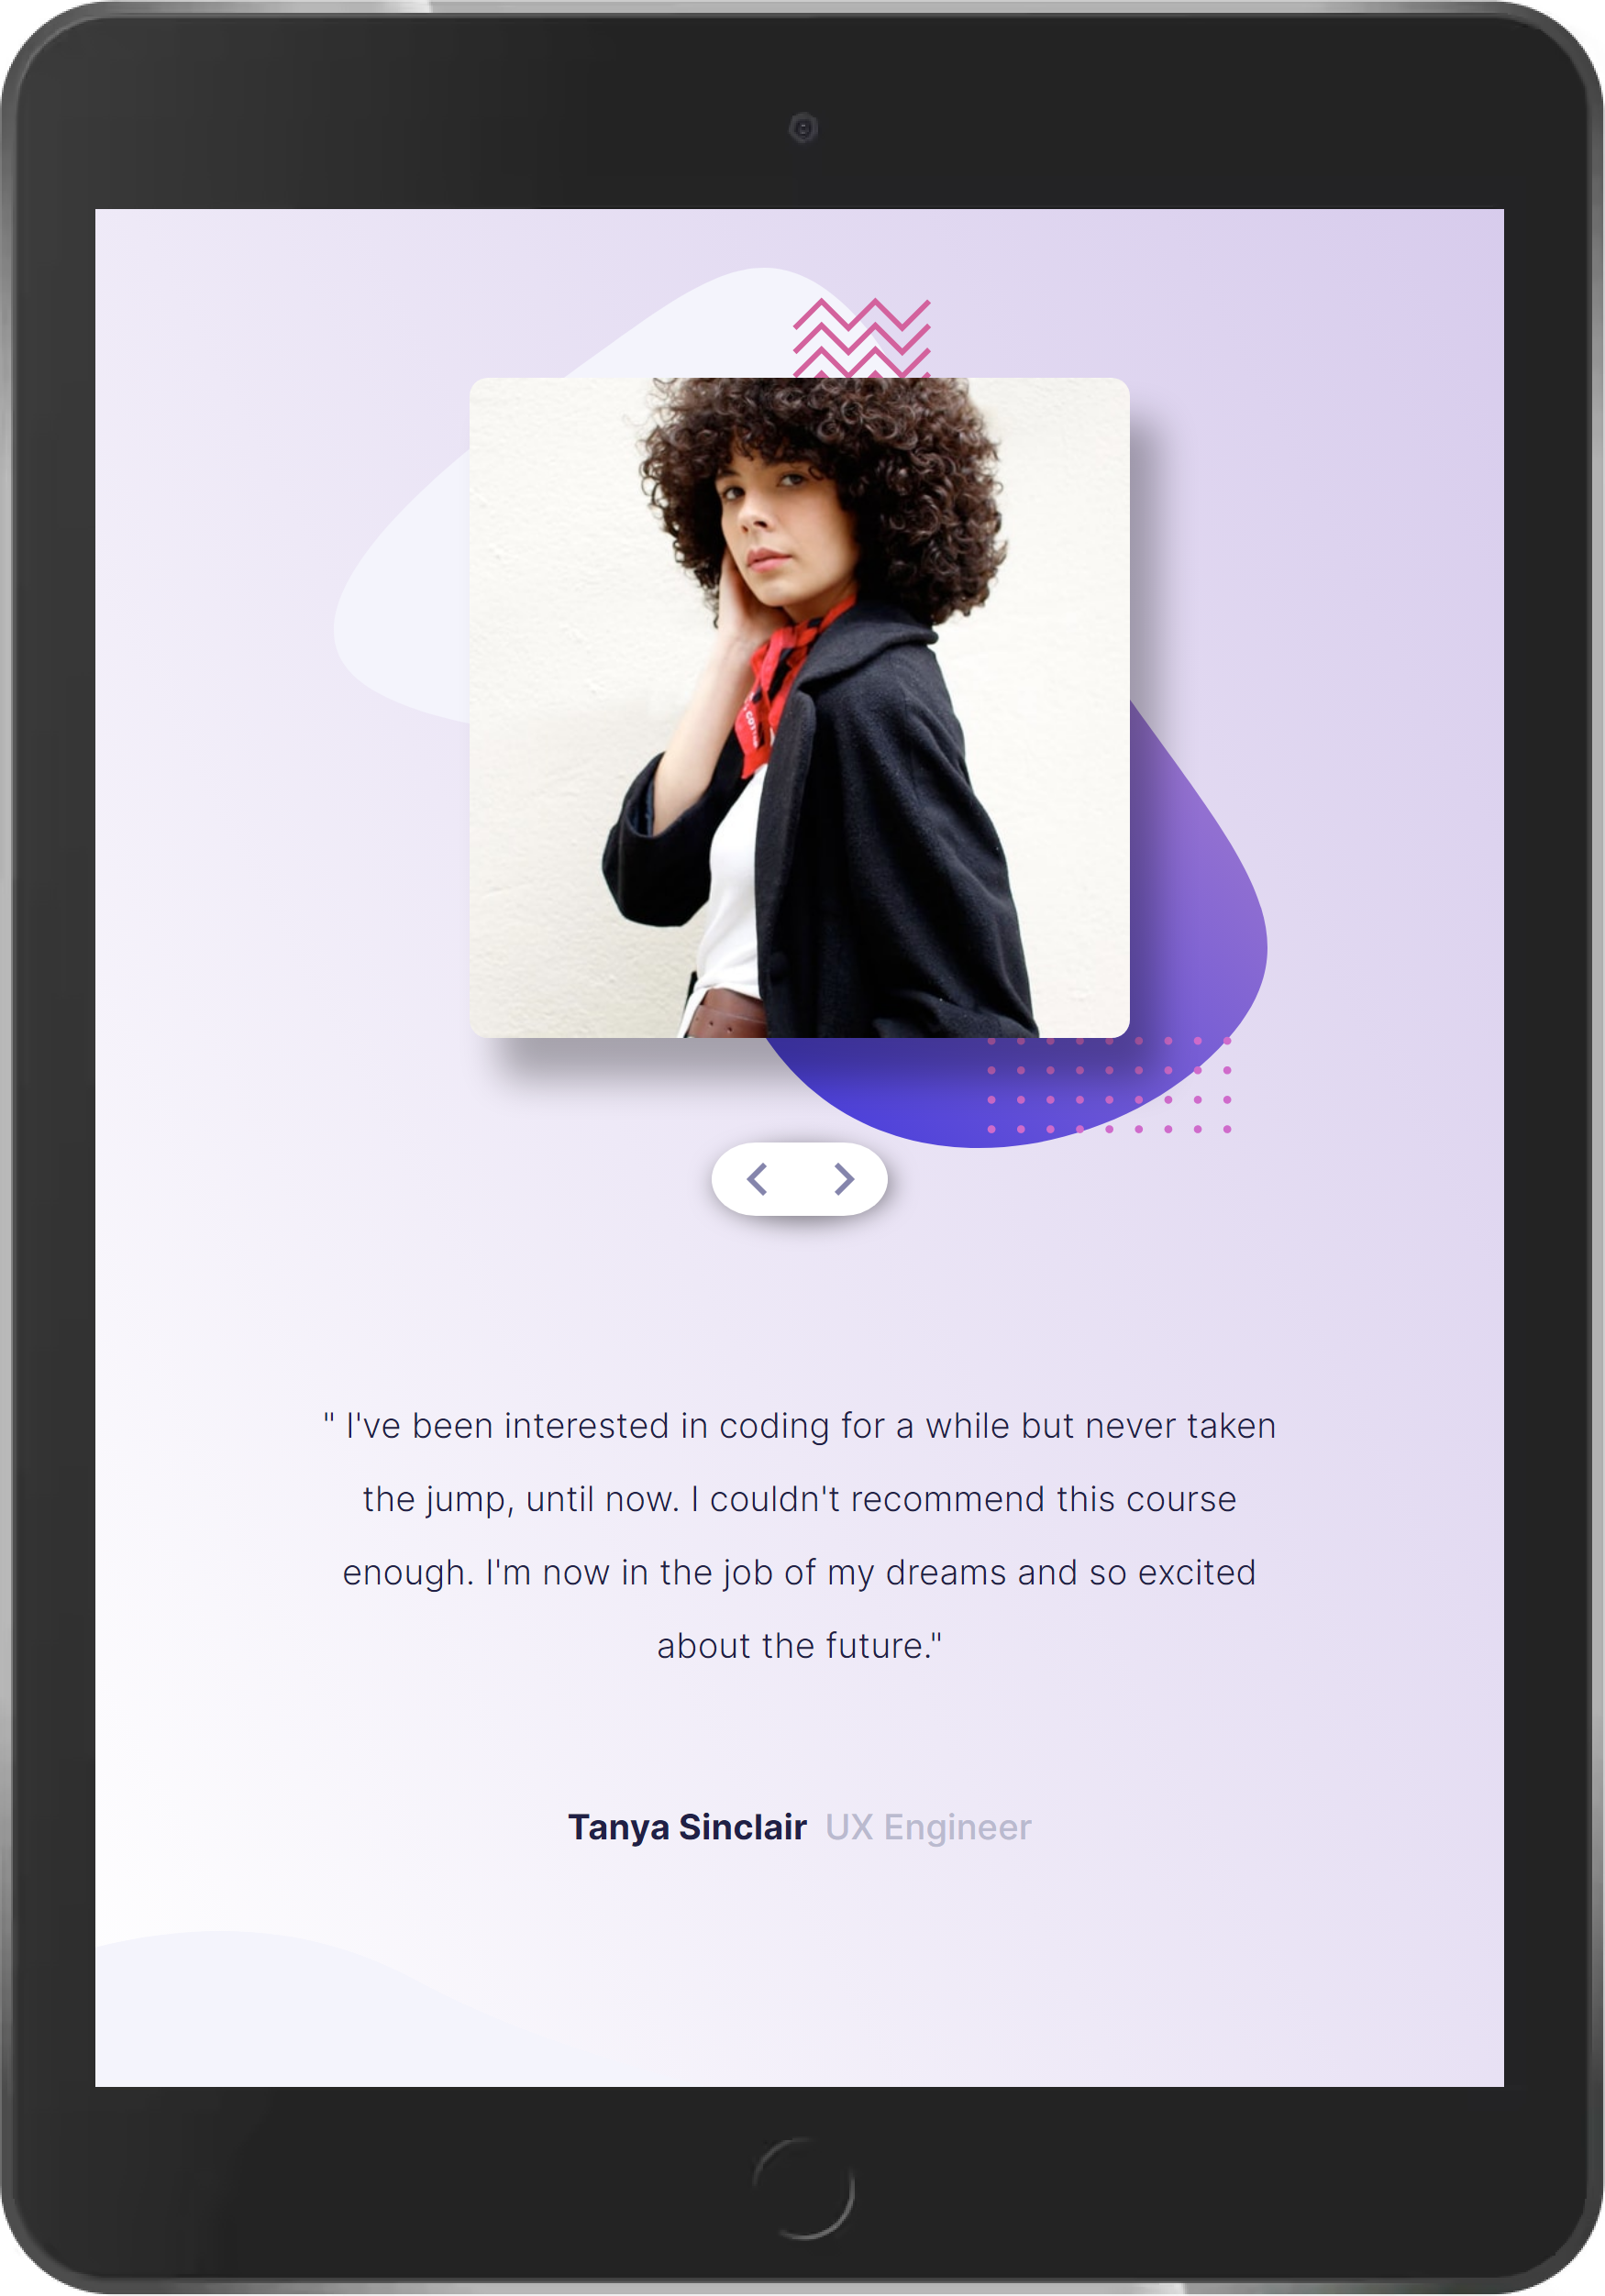 " I've been interested in coding for a while but never taken
the jump, until now. I couldn't recommend this course
enough. I'm now in the job of my dreams and so excited
about the future."
Tanya Sinclair UX Engineer